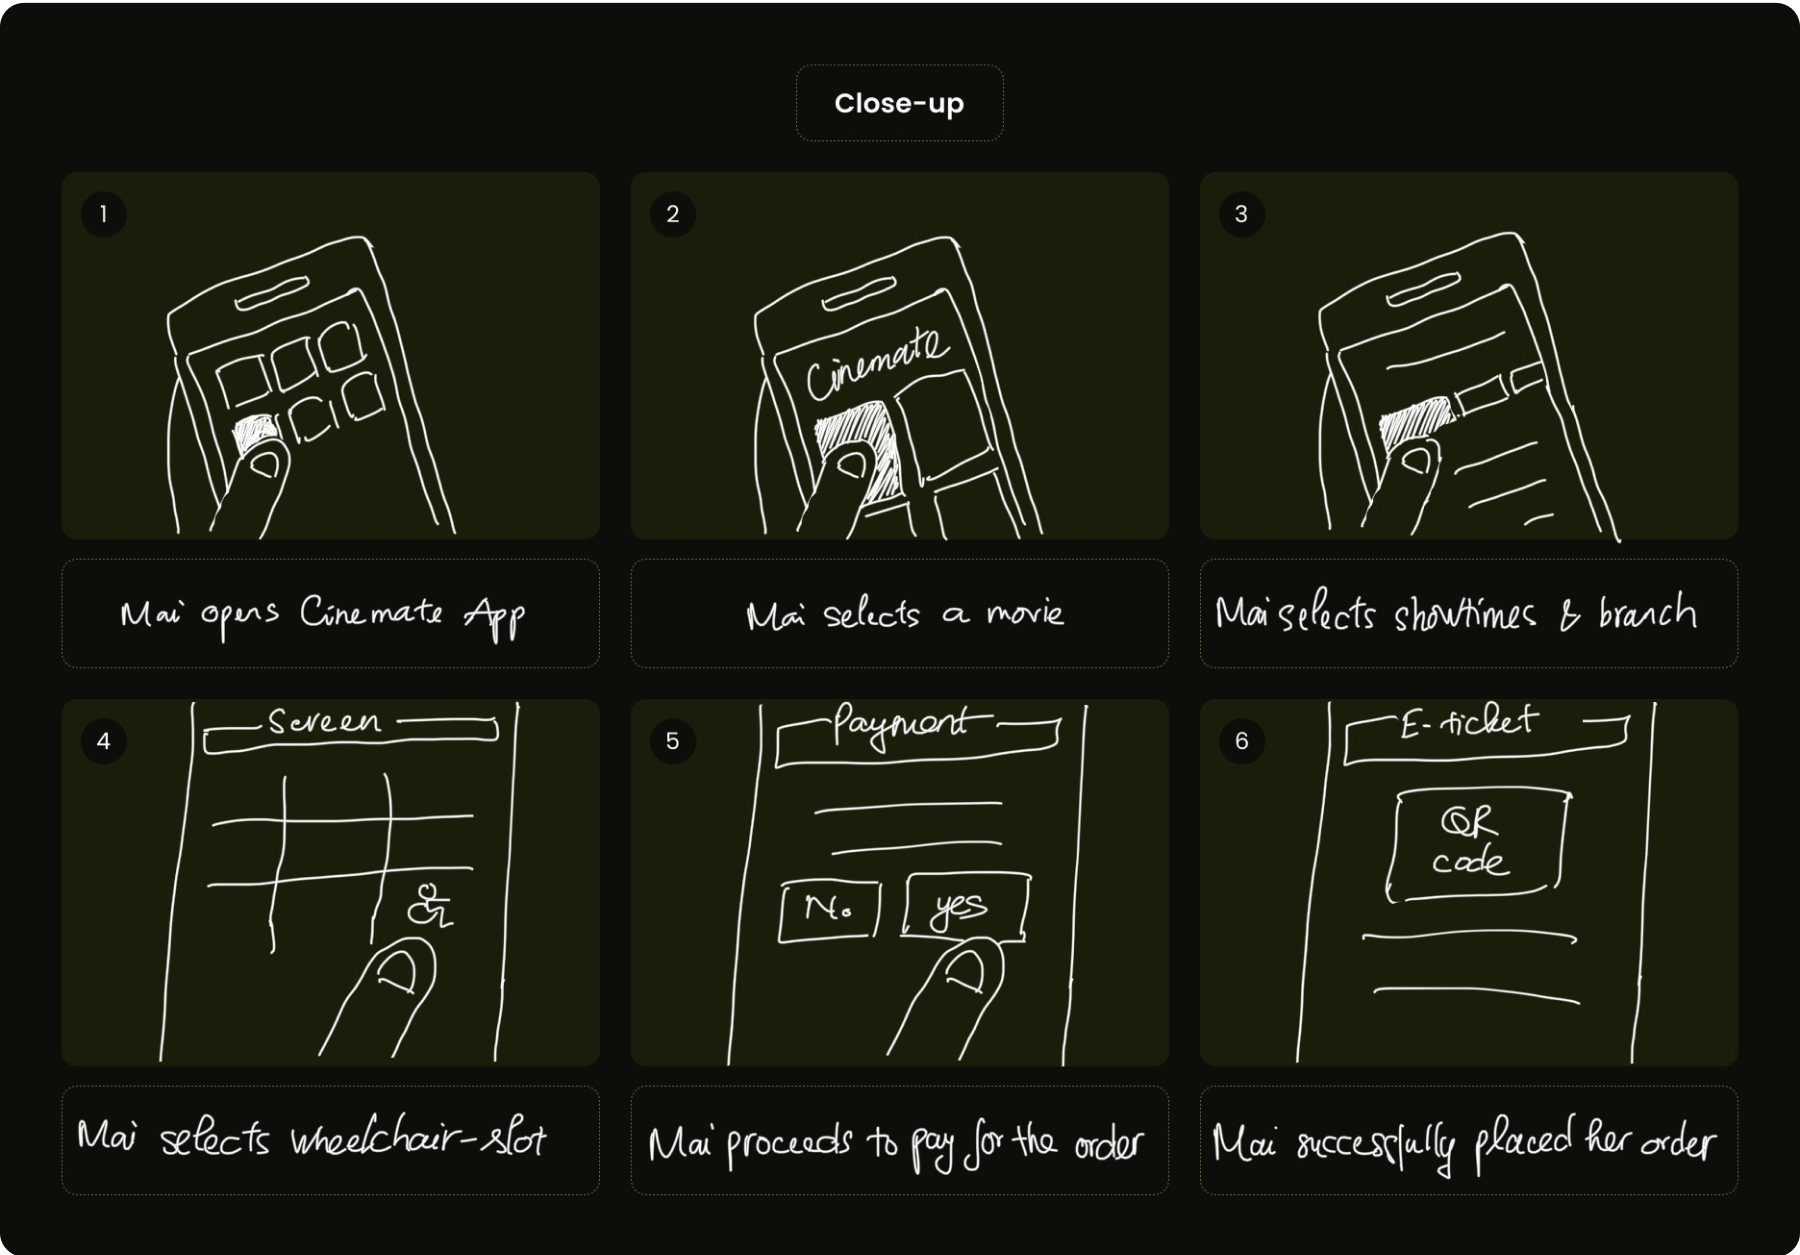 Close-up
1
2
3
Cinemate
Mai opens Cinemate App
Mai selects a movie
Mai selects showtimes & branch
4
Screen
5
Payment
No
yes
6
E-ticket
QR
code
Mai selects wheelchair-slot
Mai proceeds to pay for the order
Mai successfully placed her order